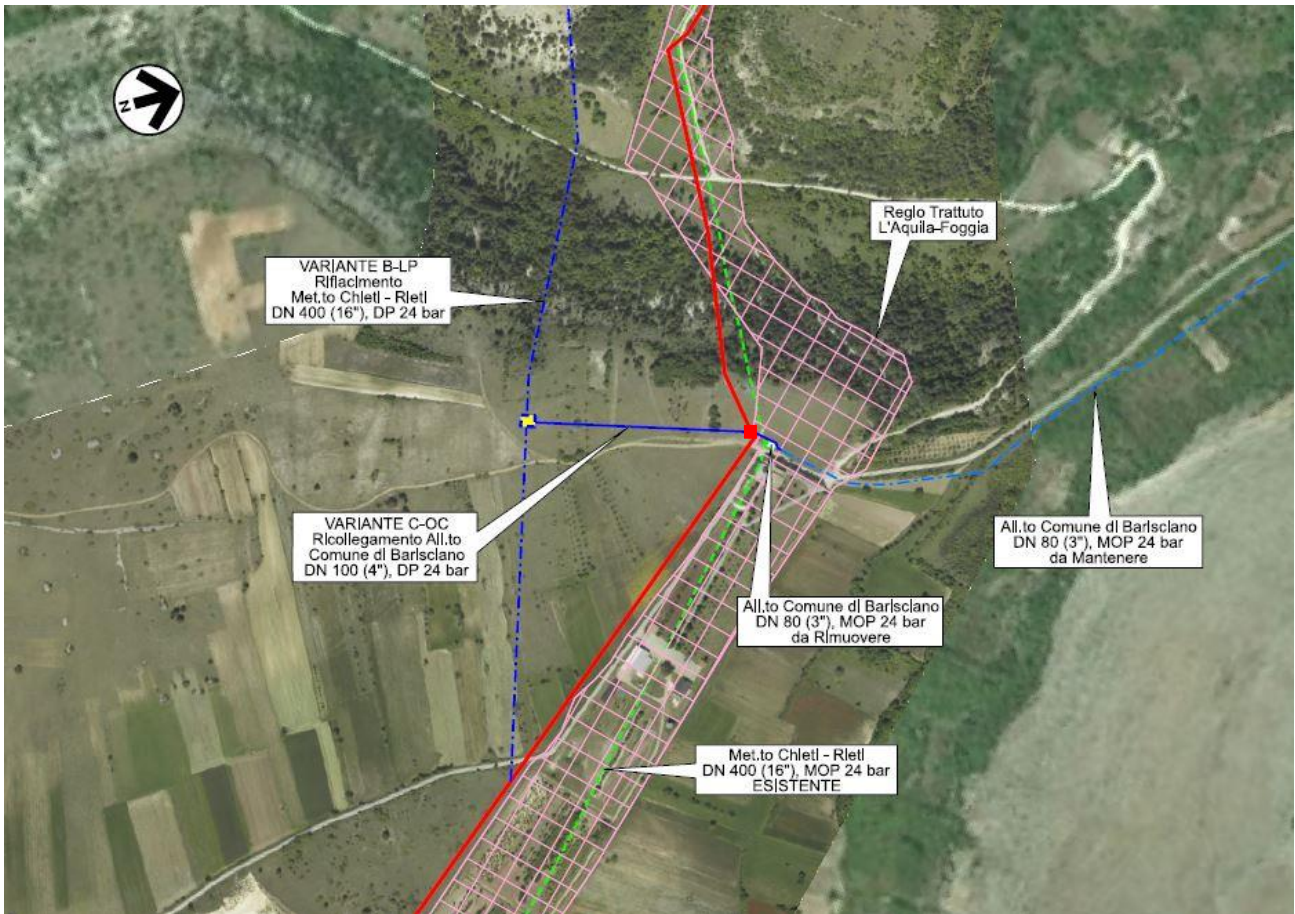 N
Regio Trattuto
L'Aquila-Foggia
VARIANTE B-LP
Rifiacimento
Met.to Chieti - Rieti
DN 400 (16"), DP 24 bar
VARIANTE C-OC
Ricollegamento All.to
Comune di Barisciano
DN 100 (4"), DP 24 bar
All.to Comune di Barisciano
DN 80 (3"), MOP 24 bar
da Mantenere
All.to Comune di Barisciano
DN 80 (3"), MOP 24 bar
da Rimuovere
Met.to Chieti - Rieti
DN 400 (16"), MOP 24 bar
ESISTENTE